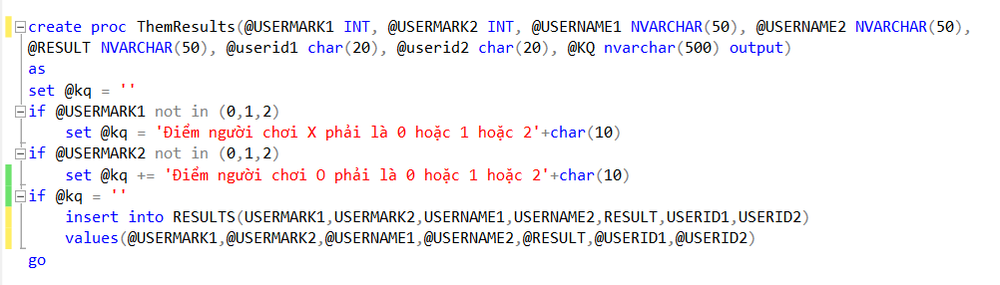 create proc ThemResults(@USERMARK1 INT, @USERMARK2 INT, @USERNAME1 NVARCHAR(50), @USERNAME2 NVARCHAR(50),
@RESULT NVARCHAR(50), @userid1 char(20), @userid2 char(20), @KQ nvarchar(500) output)
as
set @kq = ''
if @USERMARK1 not in (0,1,2)
    set @kq = 'Điểm người chơi X phải là 0 hoặc 1 hoặc 2'+char(10)
if @USERMARK2 not in (0,1,2)
    set @kq += 'Điểm người chơi O phải là 0 hoặc 1 hoặc 2'+char(10)
if @kq = ''
    insert into RESULTS(USERMARK1,USERMARK2,USERNAME1,USERNAME2,RESULT,USERID1,USERID2)
    values(@USERMARK1,@USERMARK2,@USERNAME1,@USERNAME2,@RESULT,@USERID1,@USERID2)
go